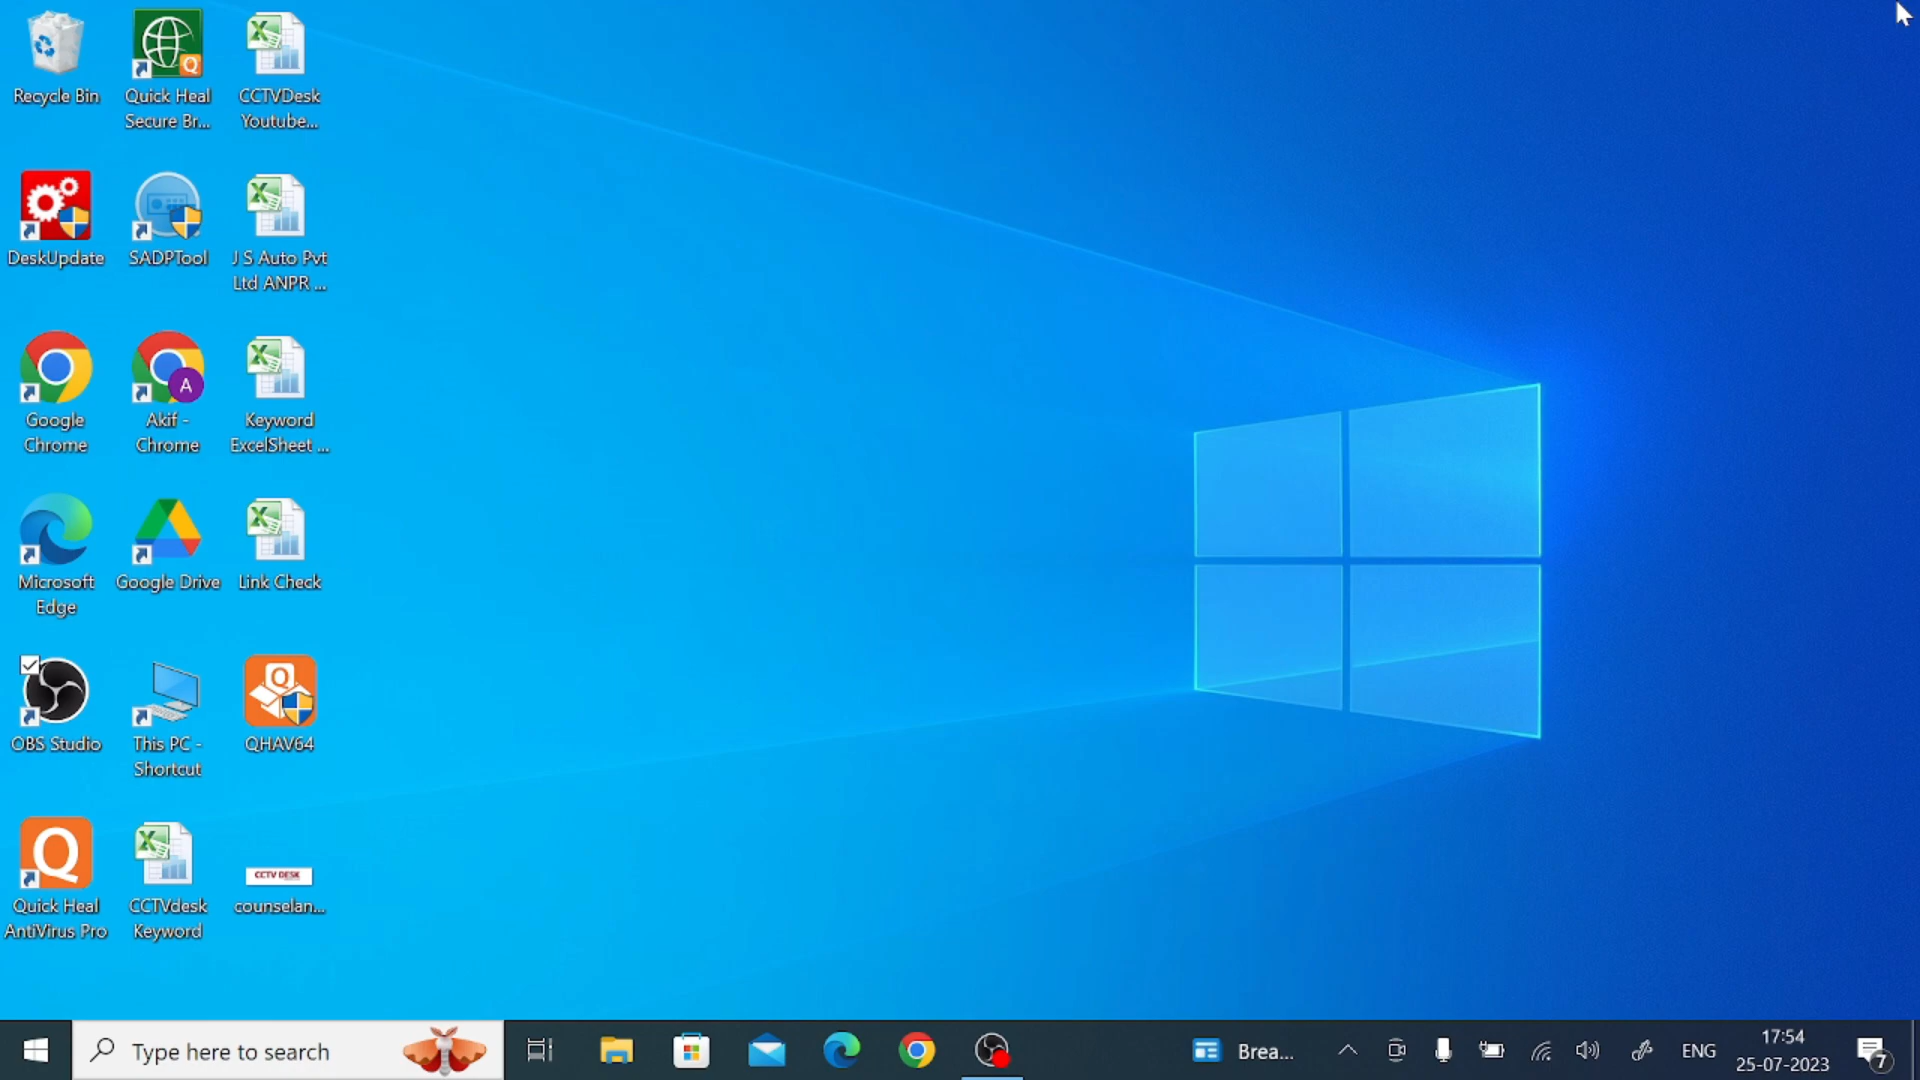 Recycle Bin
Quick Heal
Secure Br...
CCTVDesk
Youtube...
DeskUpdate
SADPTool
J S Auto Pvt
Ltd ANPR ...
Google
Chrome
A
Akif -
Chrome
Keyword
ExcelSheet ...
Microsoft
Edge
Google Drive
Link Check
OBS Studio
This PC -
Shortcut
QHAV64
Quick Heal
AntiVirus Pro
CCTVdesk
Keyword
CCTV DESK
counselan...
Type here to search
Brea...
ENG
17:54
25-07-2023
7